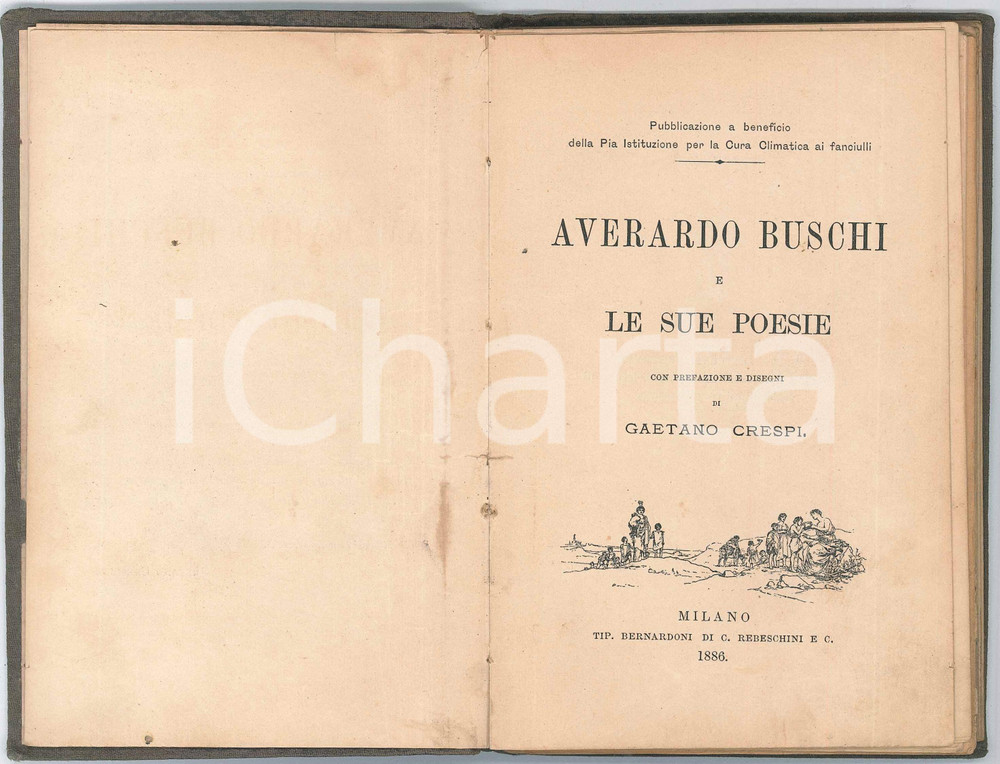 Pubblicazione a beneficio
della Pia Istituzione per la Cura Climatica ai fanciulli
AVERARDO BUSCHI
E
LE SUE POESIE
CON PREFAZIONE E DISEGNI
DI
GAETANO CRESPI.
MILANO
TIP. BERNARDONI DI C. REBESCHINI E C.
1886.
iCharta